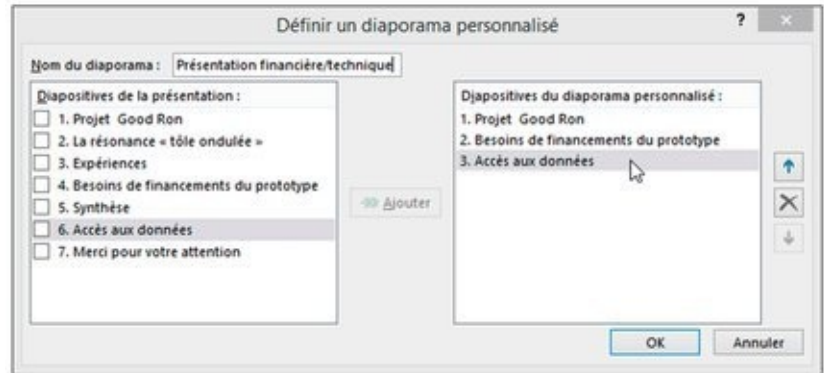 Définir un diaporama personnalisé
?
Nom du diaporama : Présentation financière/technique
Diapositives de la présentation :
1. Projet Good Ron
2. La résonance « tôle ondulée »
3. Expériences
4. Besoins de financements du prototype
5. Synthèse
6. Accès aux données
7. Merci pour votre attention
Ajouter
Diapositives du diaporama personnalisé :
1. Projet Good Ron
2. Besoins de financements du prototype
3. Accès aux données
OK Annuler